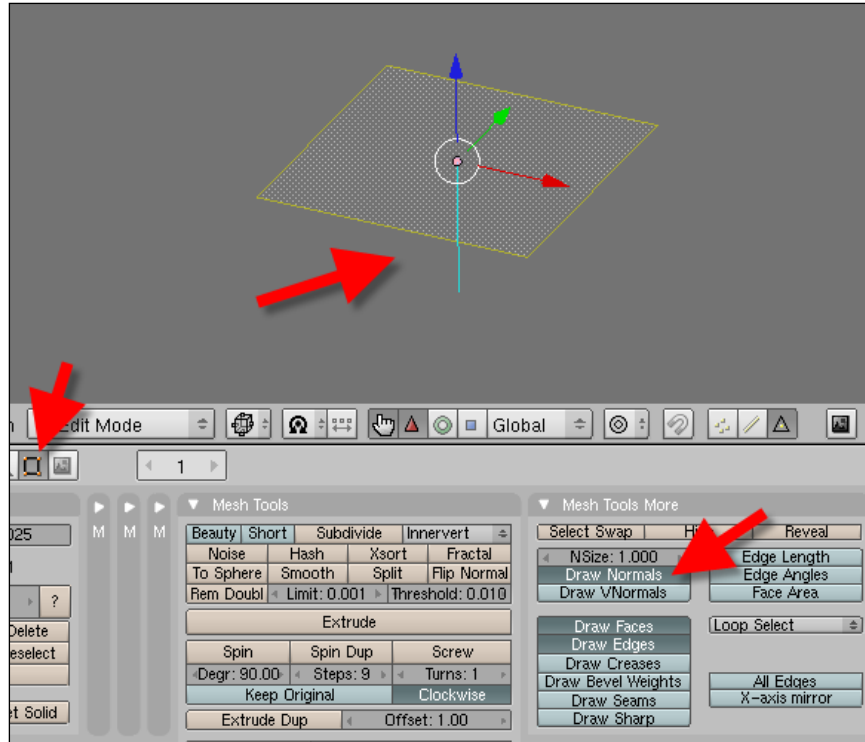 Edit Mode Global
1
Mesh Tools Mesh Tools More
025 M M M Beauty Short Subdivide Innervert Select Swap Reveal
Noise Hash Xsort Fractal NSize: 1.000 Edge Length
To Sphere Smooth Split Flip Normal Draw Normals Edge Angles
? Rem Doubl Limit: 0.001 Threshold: 0.010 Draw VNormals Face Area
Delete Extrude Draw Faces Loop Select
eselect Spin Spin Dup Screw Draw Edges
Degr: 90.00 Steps: 9 Turns: 1 Draw Creases
Keep Original Clockwise Draw Bevel Weights All Edges
et Solid Extrude Dup Offset: 1.00 Draw Seams X-axis mirror
Draw Sharp